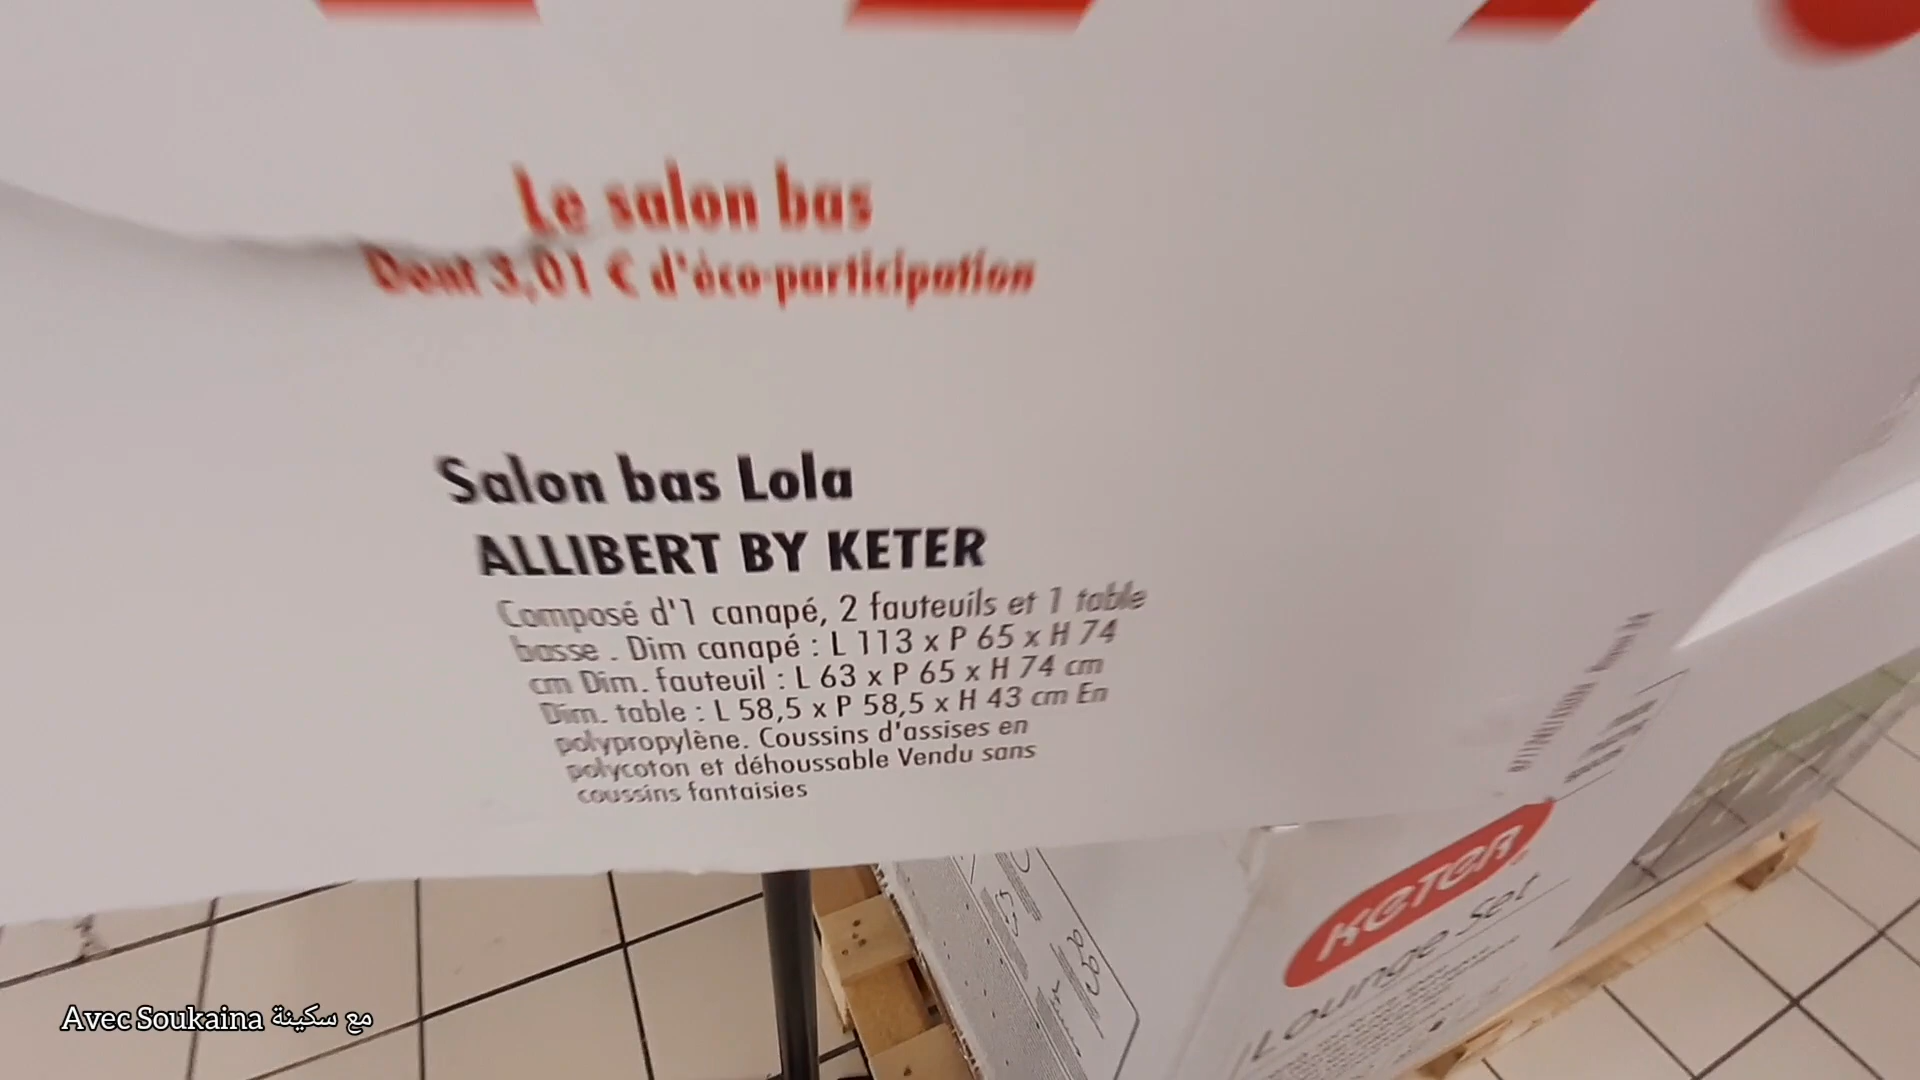 Le salon bas
Dont 3,01 € d'éco-participation
Salon bas Lola
ALLIBERT BY KETER
Composé d'1 canapé, 2 fauteuils et 1 table
basse . Dim canapé : L 113 x P 65 x H 74
cm Dim. fauteuil : L 63 x P 65 x H 74 cm
Dim. table : L 58,5 x P 58,5 x H 43 cm En
polypropylène. Coussins d'assises en
polycoton et déhoussable Vendu sans
coussins fantaisies
KETER
Lounge Set
Avec Soukaina مع سكينة